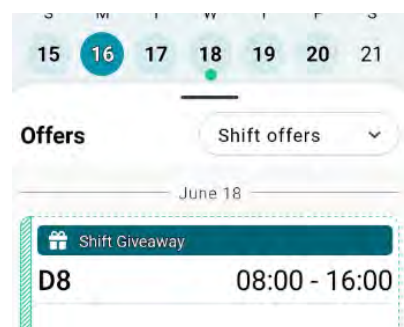 S M T W T F S
15 16 17 18 19 20 21
Offers Shift offers
June 18
Shift Giveaway
D8 08:00 - 16:00